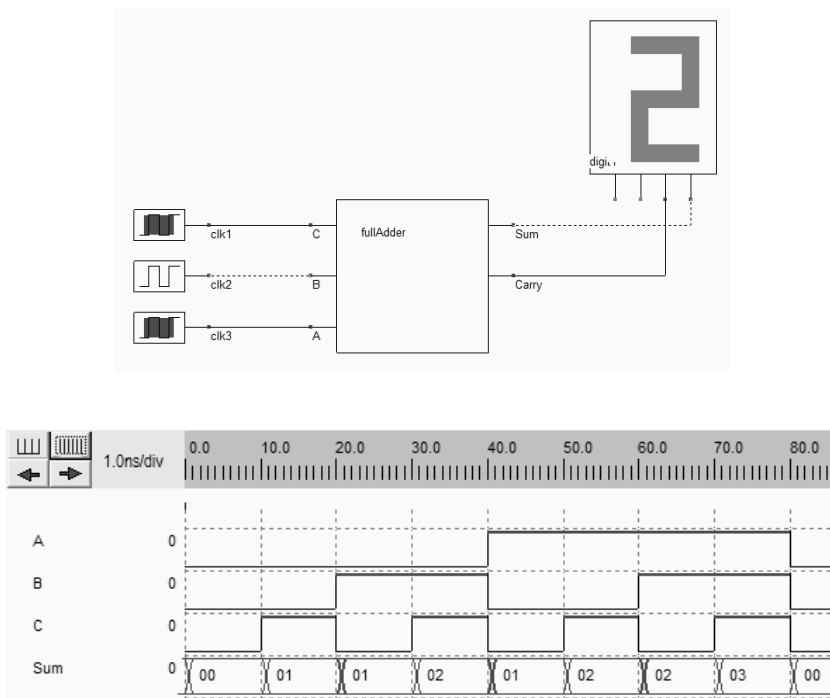 2
digit
clk1 C fullAdder Sum
clk2 B Carry
clk3 A
1.0ns/div 0.0 10.0 20.0 30.0 40.0 50.0 60.0 70.0 80.0
A 0
B 0
C 0
Sum 0 00 01 01 02 01 02 02 03 00